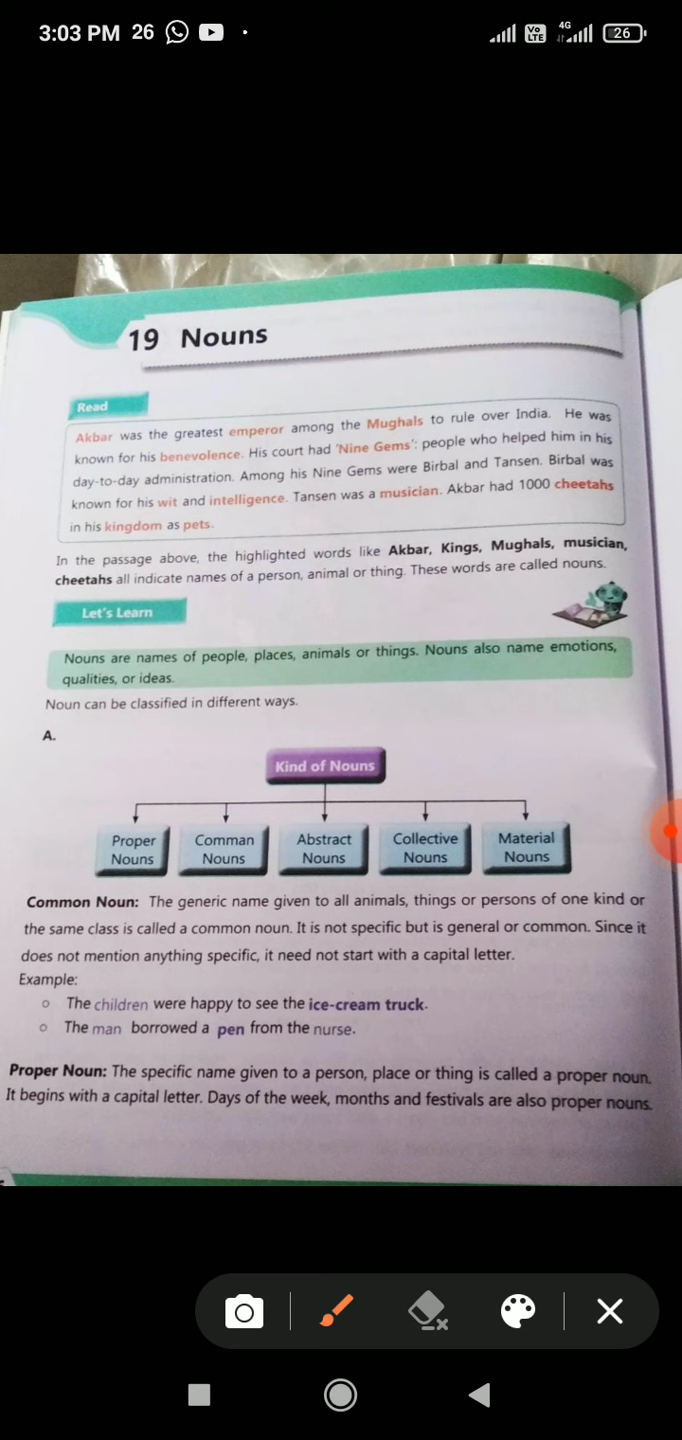 3:03 PM 26
Vo LTE 4G 26
19 Nouns
Read
Akbar was the greatest emperor among the Mughals to rule over India. He was
known for his benevolence. His court had 'Nine Gems': people who helped him in his
day-to-day administration. Among his Nine Gems were Birbal and Tansen. Birbal was
known for his wit and intelligence. Tansen was a musician. Akbar had 1000 cheetahs
in his kingdom as pets.
In the passage above, the highlighted words like Akbar, Kings, Mughals, musician,
cheetahs all indicate names of a person, animal or thing. These words are called nouns.
Let's Learn
Nouns are names of people, places, animals or things. Nouns also name emotions,
qualities, or ideas.
Noun can be classified in different ways.
A.
Kind of Nouns
Proper Nouns
Comman Nouns
Abstract Nouns
Collective Nouns
Material Nouns
Common Noun: The generic name given to all animals, things or persons of one kind or
the same class is called a common noun. It is not specific but is general or common. Since it
does not mention anything specific, it need not start with a capital letter.
Example:
o The children were happy to see the ice-cream truck.
o The man borrowed a pen from the nurse.
Proper Noun: The specific name given to a person, place or thing is called a proper noun.
It begins with a capital letter. Days of the week, months and festivals are also proper nouns.